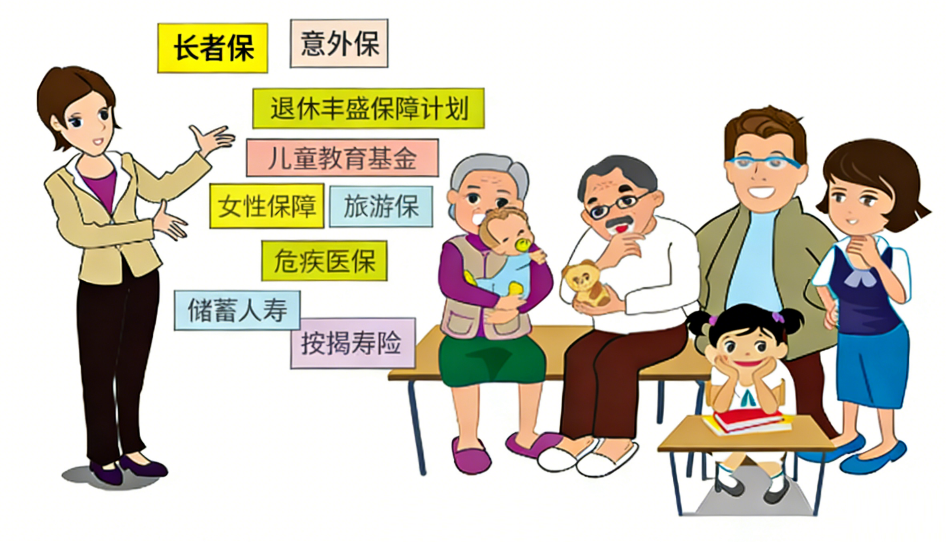 长者保
意外保
退休丰盛保障计划
儿童教育基金
女性保障
旅游保
危疾医保
储蓄人寿
按揭寿险